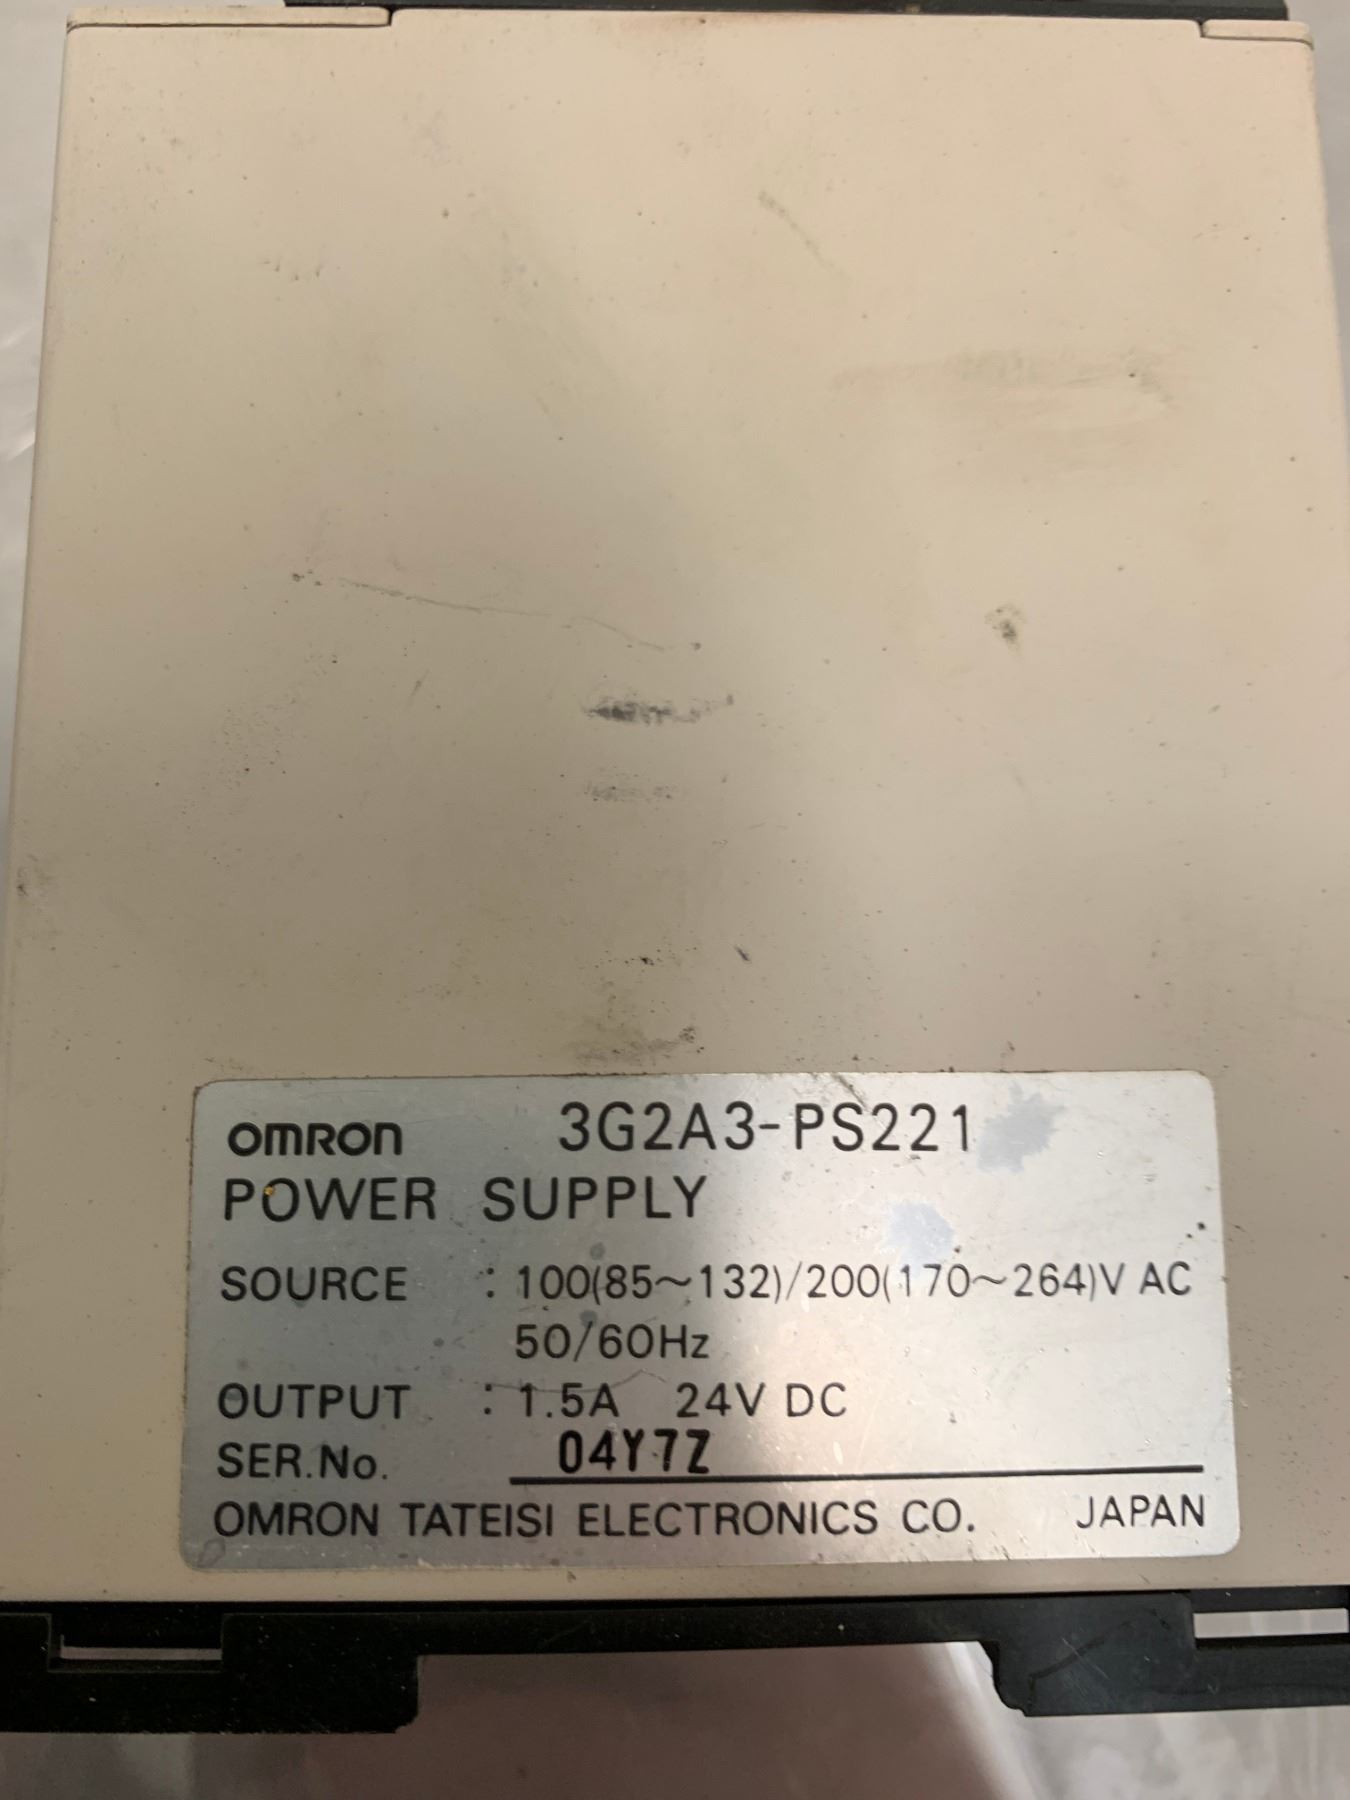 omron 3G2A3-PS221
POWER SUPPLY
SOURCE : 100(85~132)/200(170~264)V AC
50/60Hz
OUTPUT : 1.5A 24V DC
SER.No. 04Y7Z
OMRON TATEISI ELECTRONICS CO. JAPAN